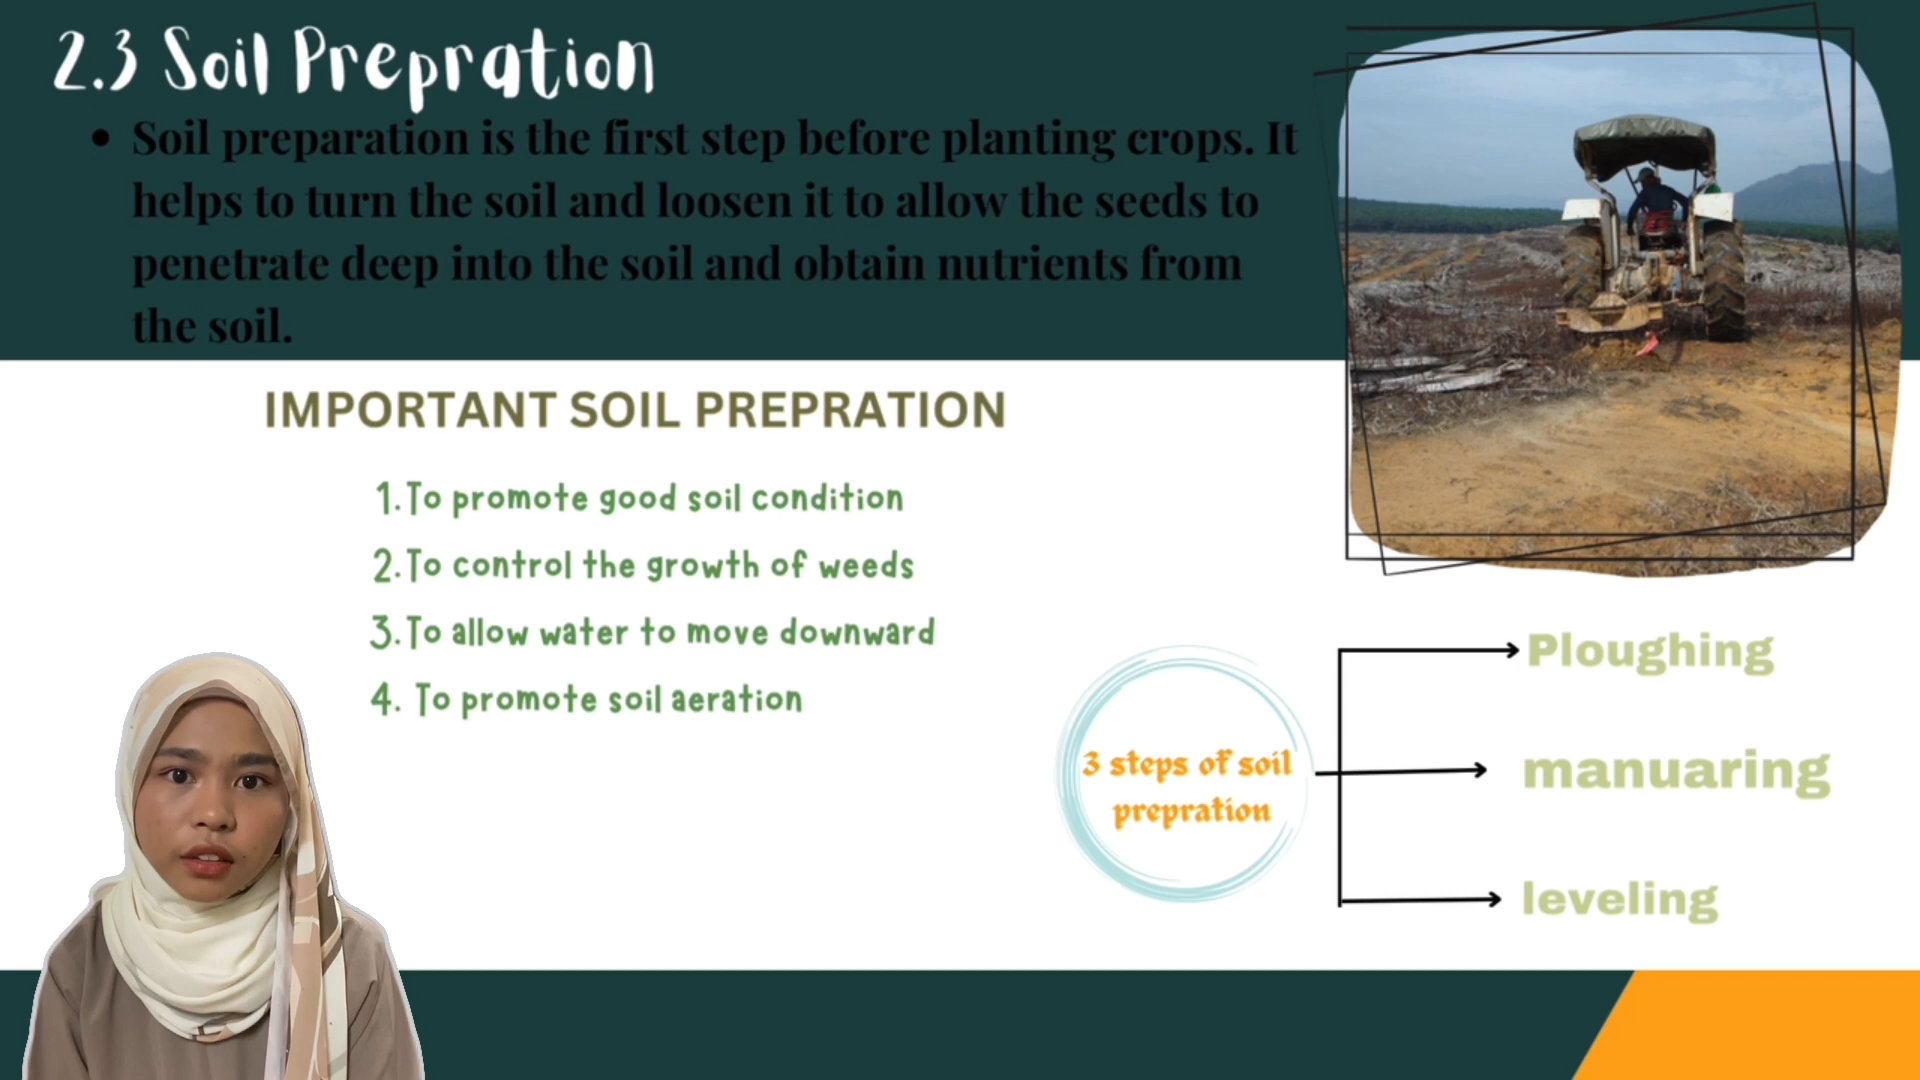 2.3 Soil Prepration
• Soil preparation is the first step before planting crops. It
helps to turn the soil and loosen it to allow the seeds to
penetrate deep into the soil and obtain nutrients from
the soil.
IMPORTANT SOIL PREPRATION
1.To promote good soil condition
2.To control the growth of weeds
3.To allow water to move downward
4. To promote soil aeration
3 steps of soil
prepration
Ploughing
manuaring
leveling